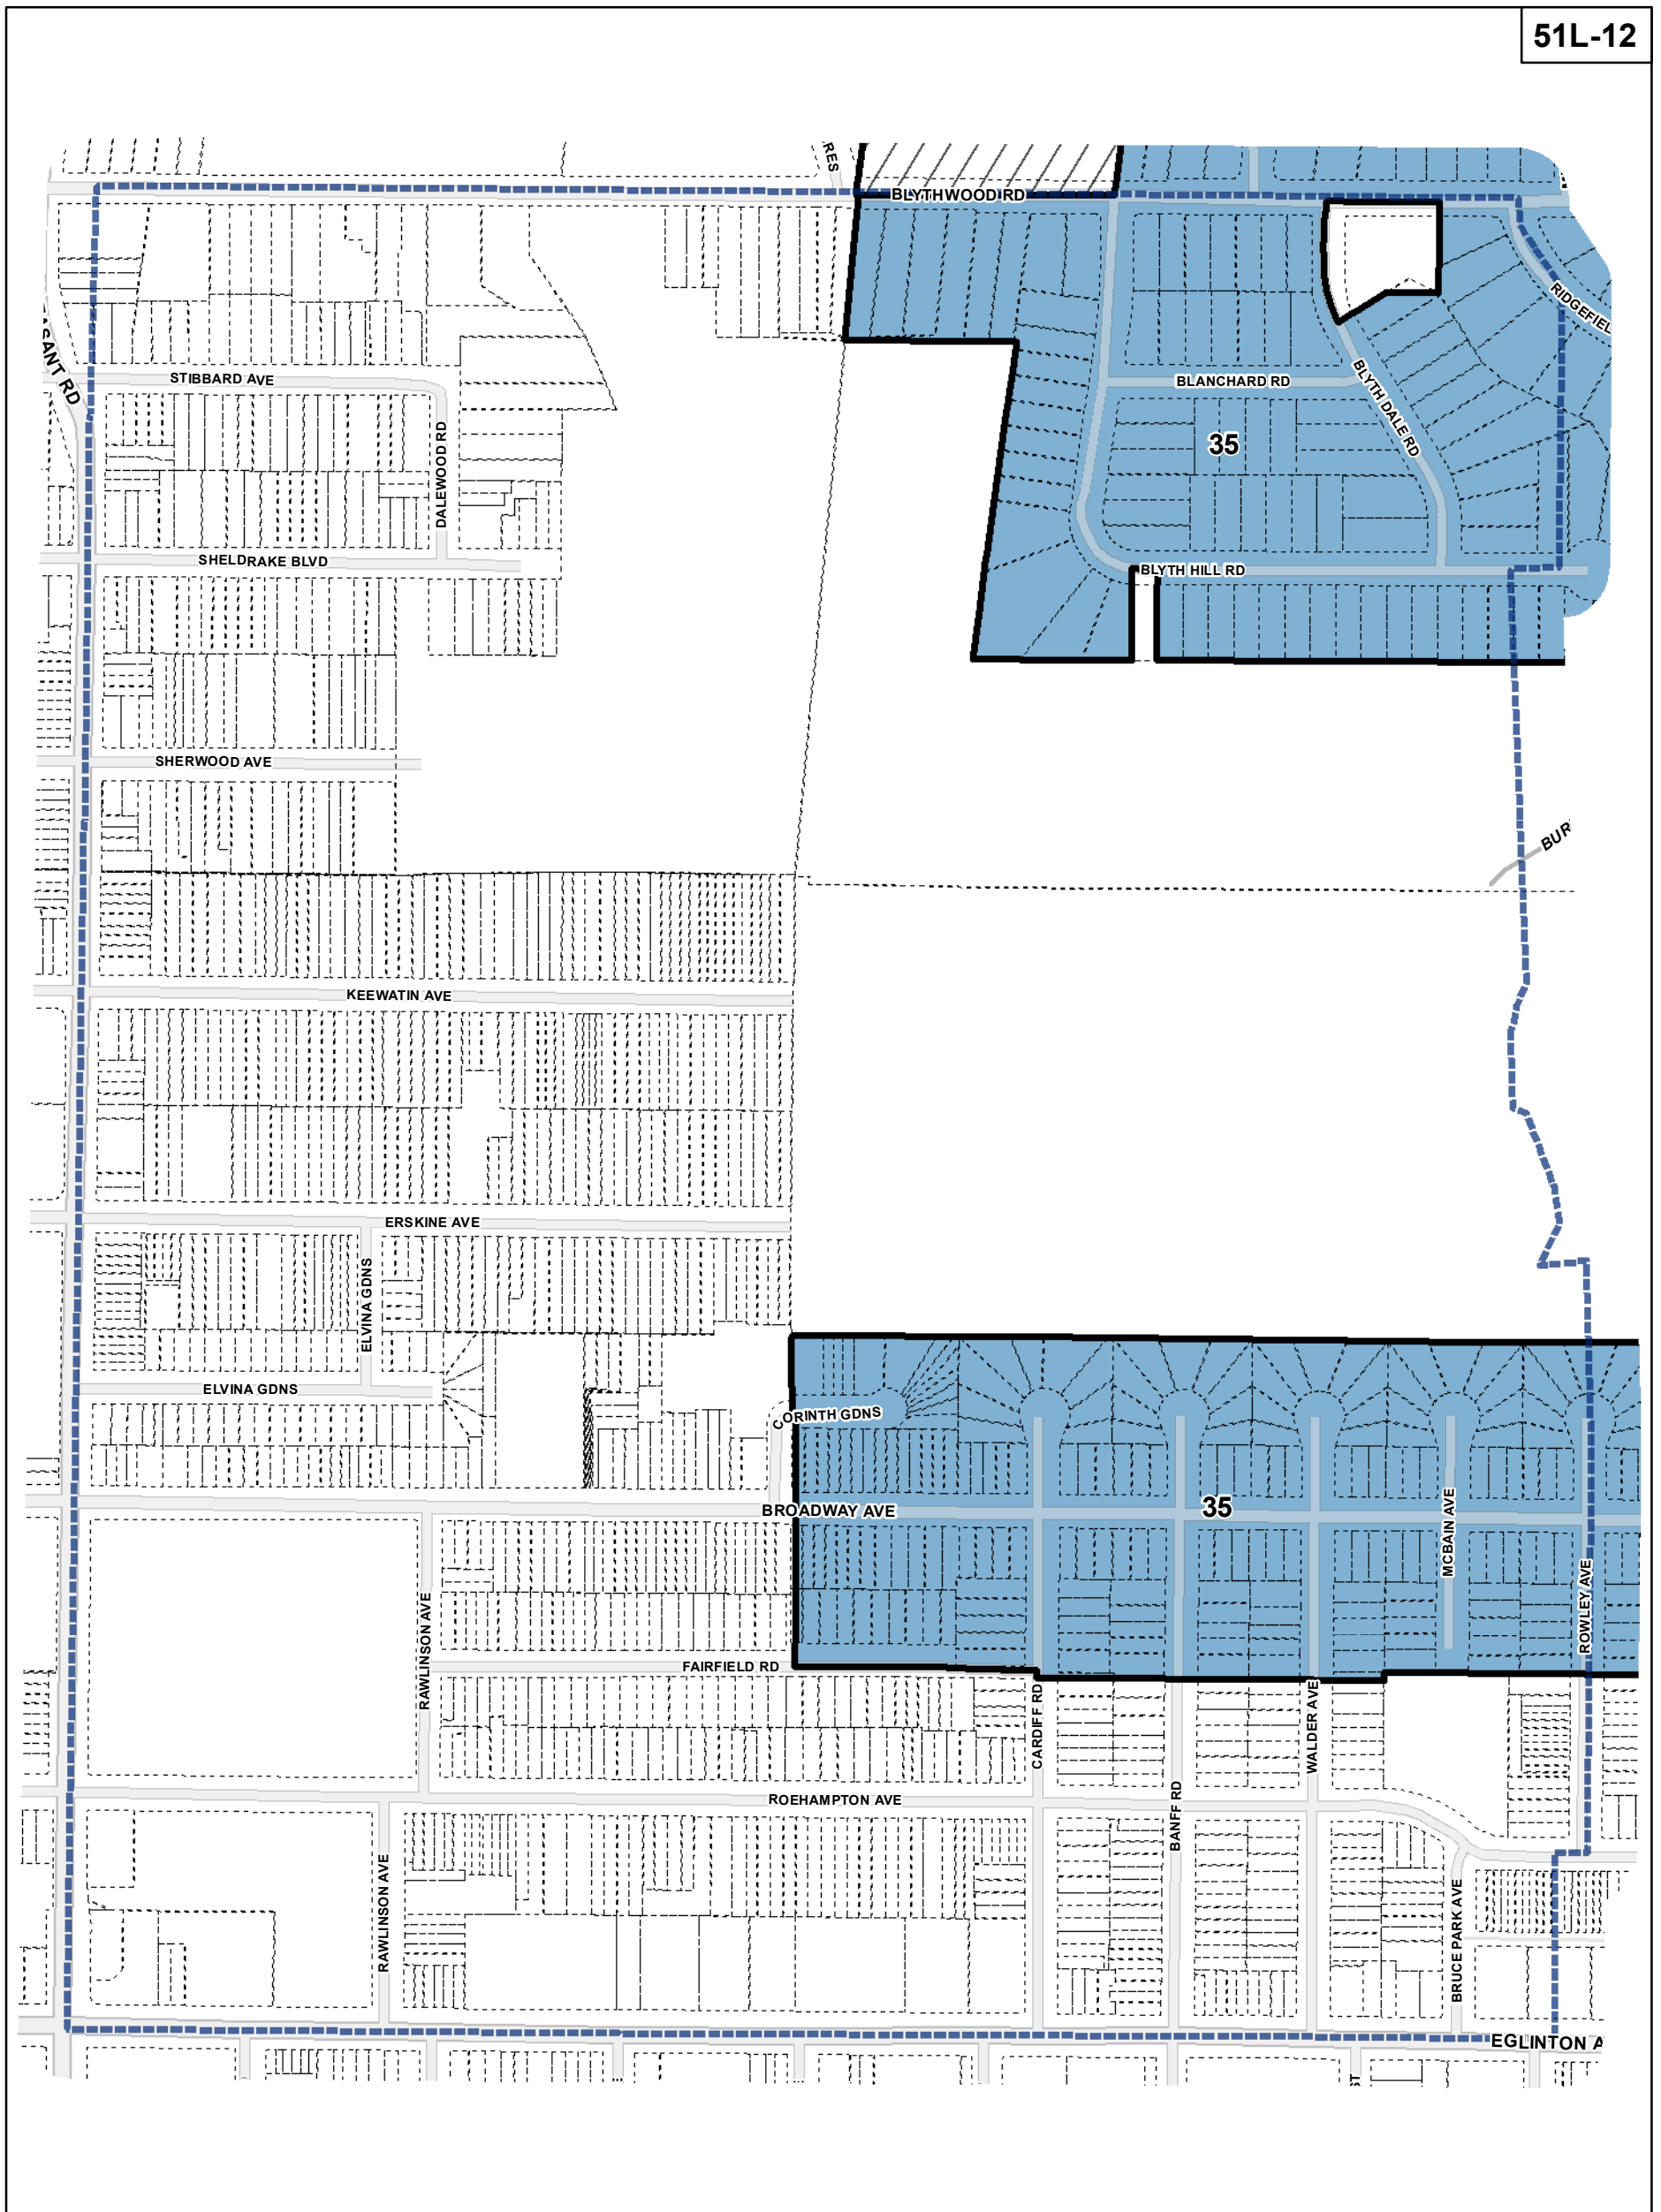 51L-12
RES
BLYTHWOOD RD
RIDGEFIEL
ASANT RD
STIBBARD AVE
BLANCHARD RD
BLYTH DALE RD
35
DALEWOOD RD
SHELDRAKE BLVD
BLYTH HILL RD
SHERWOOD AVE
BUR
KEEWATIN AVE
ERSKINE AVE
ELVINA GDNS
ELVINA GDNS
CORINTH GDNS
BROADWAY AVE
35
MCBAIN AVE
ROWLEY AVE
RAWLINSON AVE
FAIRFIELD RD
CARDIFF RD
WALDER AVE
ROEHAMPTON AVE
BANFF RD
RAWLINSON AVE
BRUCE PARK AVE
EGLINTON A
ST